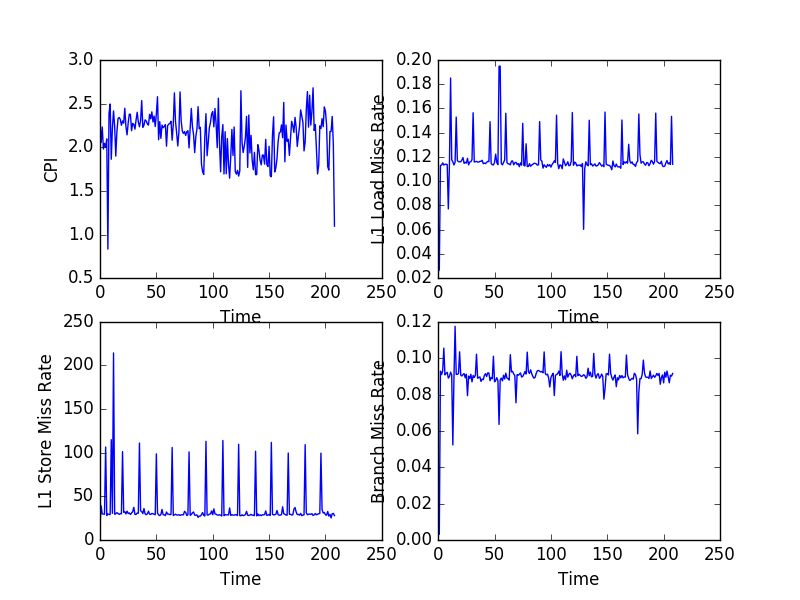 3.0
2.5
2.0
1.5
1.0
0.5
CPI
0 50 100 150 200 250
Time
0.20
0.18
0.16
0.14
0.12
0.10
0.08
0.06
0.04
0.02
L1 Load Miss Rate
0 50 100 150 200 250
Time
250
200
150
100
50
0
L1 Store Miss Rate
0 50 100 150 200 250
Time
0.12
0.10
0.08
0.06
0.04
0.02
0.00
Branch Miss Rate
0 50 100 150 200 250
Time